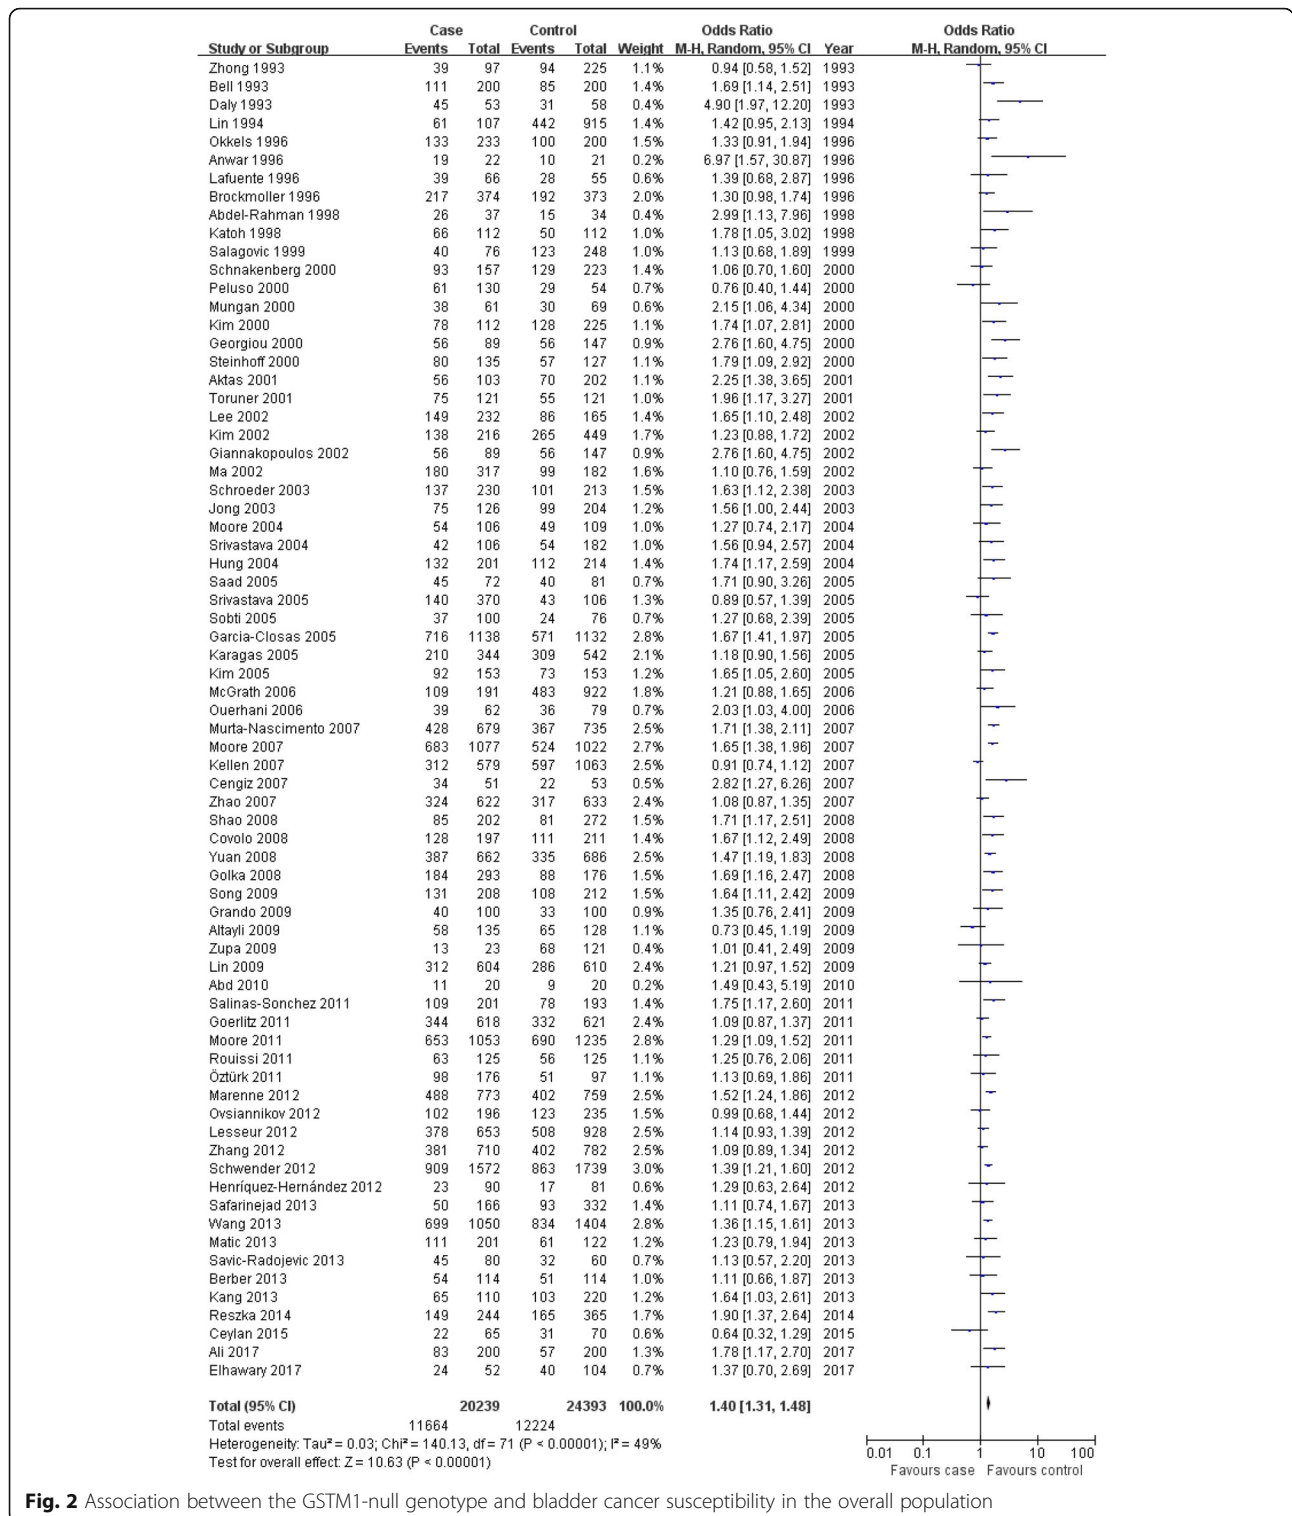 Case Control Odds Ratio Odds Ratio
Study or Subgroup Events Total Events Total Weight M-H, Random, 95% CI Year M-H, Random, 95% CI
Zhong 1993 39 97 94 225 1.1% 0.94 [0.58, 1.52] 1993
Bell 1993 111 200 85 200 1.4% 1.69 [1.14, 2.51] 1993
Daly 1993 45 53 31 58 0.4% 4.90 [1.97, 12.20] 1993
Lin 1994 61 107 442 915 1.4% 1.42 [0.95, 2.13] 1994
Okkels 1996 133 233 100 200 1.5% 1.33 [0.91, 1.94] 1996
Anwar 1996 19 22 10 21 0.2% 6.97 [1.57, 30.87] 1996
Lafuente 1996 39 66 28 55 0.6% 1.39 [0.68, 2.87] 1996
Brockmoller 1996 217 374 192 373 2.0% 1.30 [0.98, 1.74] 1996
Abdel-Rahman 1998 26 37 15 34 0.4% 2.99 [1.13, 7.96] 1998
Katoh 1998 66 112 50 112 1.0% 1.78 [1.05, 3.02] 1998
Salagovic 1999 40 76 123 248 1.0% 1.13 [0.68, 1.89] 1999
Schnakenberg 2000 93 157 129 223 1.4% 1.06 [0.70, 1.60] 2000
Peluso 2000 61 130 29 54 0.7% 0.76 [0.40, 1.44] 2000
Mungan 2000 38 61 30 69 0.6% 2.15 [1.06, 4.34] 2000
Kim 2000 78 112 128 225 1.1% 1.74 [1.07, 2.81] 2000
Georgiou 2000 56 89 56 147 0.9% 2.76 [1.60, 4.75] 2000
Steinhoff 2000 80 135 57 127 1.1% 1.79 [1.09, 2.92] 2000
Aktas 2001 56 103 70 202 1.1% 2.25 [1.38, 3.65] 2001
Toruner 2001 75 121 55 121 1.0% 1.96 [1.17, 3.27] 2001
Lee 2002 149 232 86 165 1.4% 1.65 [1.10, 2.48] 2002
Kim 2002 138 216 265 449 1.7% 1.23 [0.88, 1.72] 2002
Giannakopoulos 2002 56 89 56 147 0.9% 2.76 [1.60, 4.75] 2002
Ma 2002 180 317 99 182 1.6% 1.10 [0.76, 1.59] 2002
Schroeder 2003 137 230 101 213 1.5% 1.63 [1.12, 2.38] 2003
Jong 2003 75 126 99 204 1.2% 1.56 [1.00, 2.44] 2003
Moore 2004 54 106 49 109 1.0% 1.27 [0.74, 2.17] 2004
Srivastava 2004 42 106 54 182 1.0% 1.56 [0.94, 2.57] 2004
Hung 2004 132 201 112 214 1.4% 1.74 [1.17, 2.59] 2004
Saad 2005 45 72 40 81 0.7% 1.71 [0.90, 3.26] 2005
Srivastava 2005 140 370 43 106 1.3% 0.89 [0.57, 1.39] 2005
Sobti 2005 37 100 24 76 0.7% 1.27 [0.68, 2.39] 2005
Garcia-Closas 2005 716 1138 571 1132 2.8% 1.67 [1.41, 1.97] 2005
Karagas 2005 210 344 309 542 2.1% 1.18 [0.90, 1.56] 2005
Kim 2005 92 153 73 153 1.2% 1.65 [1.05, 2.60] 2005
McGrath 2006 109 191 483 922 1.8% 1.21 [0.88, 1.65] 2006
Ouerhani 2006 39 62 36 79 0.7% 2.03 [1.03, 4.00] 2006
Murta-Nascimento 2007 428 679 367 735 2.5% 1.71 [1.38, 2.11] 2007
Moore 2007 683 1077 524 1022 2.7% 1.65 [1.38, 1.96] 2007
Kellen 2007 312 579 597 1063 2.5% 0.91 [0.74, 1.12] 2007
Cengiz 2007 34 51 22 53 0.5% 2.82 [1.27, 6.26] 2007
Zhao 2007 324 622 317 633 2.4% 1.08 [0.87, 1.35] 2007
Shao 2008 85 202 81 272 1.5% 1.71 [1.17, 2.51] 2008
Covolo 2008 128 197 111 211 1.4% 1.67 [1.12, 2.49] 2008
Yuan 2008 387 662 335 686 2.5% 1.47 [1.19, 1.83] 2008
Golka 2008 184 293 88 176 1.5% 1.69 [1.16, 2.47] 2008
Song 2009 131 208 108 212 1.5% 1.64 [1.11, 2.42] 2009
Grando 2009 40 100 33 100 0.9% 1.35 [0.76, 2.41] 2009
Altayli 2009 58 135 65 128 1.1% 0.73 [0.45, 1.19] 2009
Zupa 2009 13 23 68 121 0.4% 1.01 [0.41, 2.49] 2009
Lin 2009 312 604 286 610 2.4% 1.21 [0.97, 1.52] 2009
Abd 2010 11 20 9 20 0.2% 1.49 [0.43, 5.19] 2010
Salinas-Sonchez 2011 109 201 78 193 1.4% 1.75 [1.17, 2.60] 2011
Goerlitz 2011 344 618 332 621 2.4% 1.09 [0.87, 1.37] 2011
Moore 2011 653 1053 690 1235 2.8% 1.29 [1.09, 1.52] 2011
Rouissi 2011 63 125 56 125 1.1% 1.25 [0.76, 2.06] 2011
Öztürk 2011 98 176 51 97 1.1% 1.13 [0.69, 1.86] 2011
Marenne 2012 488 773 402 759 2.5% 1.52 [1.24, 1.86] 2012
Ovsiannikov 2012 102 196 123 235 1.5% 0.99 [0.68, 1.44] 2012
Lesseur 2012 378 653 508 928 2.5% 1.14 [0.93, 1.39] 2012
Zhang 2012 381 710 402 782 2.5% 1.09 [0.89, 1.34] 2012
Schwender 2012 909 1572 863 1739 3.0% 1.39 [1.21, 1.60] 2012
Henríquez-Hernández 2012 23 90 17 81 0.6% 1.29 [0.63, 2.64] 2012
Safarinejad 2013 50 166 93 332 1.4% 1.11 [0.74, 1.67] 2013
Wang 2013 699 1050 834 1404 2.8% 1.36 [1.15, 1.61] 2013
Matic 2013 111 201 61 122 1.2% 1.23 [0.79, 1.94] 2013
Savic-Radojevic 2013 45 80 32 60 0.7% 1.13 [0.57, 2.20] 2013
Berber 2013 54 114 51 114 1.0% 1.11 [0.66, 1.87] 2013
Kang 2013 65 110 103 220 1.2% 1.64 [1.03, 2.61] 2013
Reszka 2014 149 244 165 365 1.7% 1.90 [1.37, 2.64] 2014
Ceylan 2015 22 65 31 70 0.6% 0.64 [0.32, 1.29] 2015
Ali 2017 83 200 57 200 1.3% 1.78 [1.17, 2.70] 2017
Elhawary 2017 24 52 40 104 0.7% 1.37 [0.70, 2.69] 2017
Total (95% CI) 20239 24393 100.0% 1.40 [1.31, 1.48]
Total events 11664 12224
Heterogeneity: Tau² = 0.03; Chi² = 140.13, df = 71 (P < 0.00001); I² = 49%
Test for overall effect: Z = 10.63 (P < 0.00001)
0.01 0.1 1 10 100
Favours case Favours control
Fig. 2 Association between the GSTM1-null genotype and bladder cancer susceptibility in the overall population